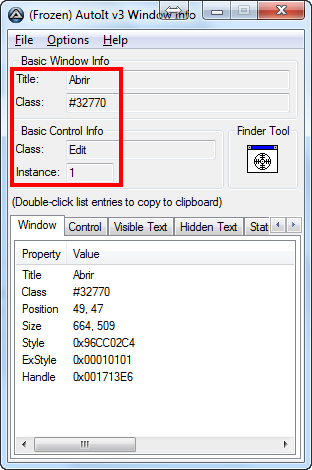 (Frozen) AutoIt v3 Window Info
File Options Help
Basic Window Info
Title: Abrir
Class: #32770
Basic Control Info
Class: Edit
Instance: 1
Finder Tool
(Double-click list entries to copy to clipboard)
Window Control Visible Text Hidden Text Stat
Property Value
Title Abrir
Class #32770
Position 49, 47
Size 664, 509
Style 0x96CC02C4
ExStyle 0x00010101
Handle 0x001713E6